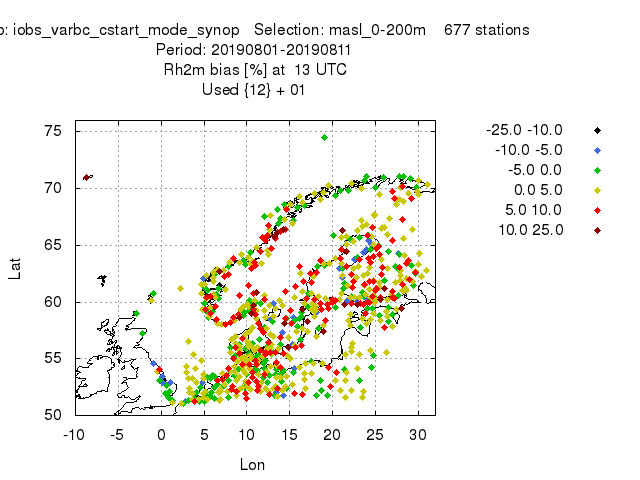 : iobs_varbc_cstart_mode_synop Selection: masl_0-200m 677 stations
Period: 20190801-20190811
Rh2m bias [%] at 13 UTC
Used {12} + 01
-25.0 -10.0
-10.0 -5.0
-5.0 0.0
0.0 5.0
5.0 10.0
10.0 25.0
75
70
65
60
55
50
Lat
-10 -5 0 5 10 15 20 25 30
Lon